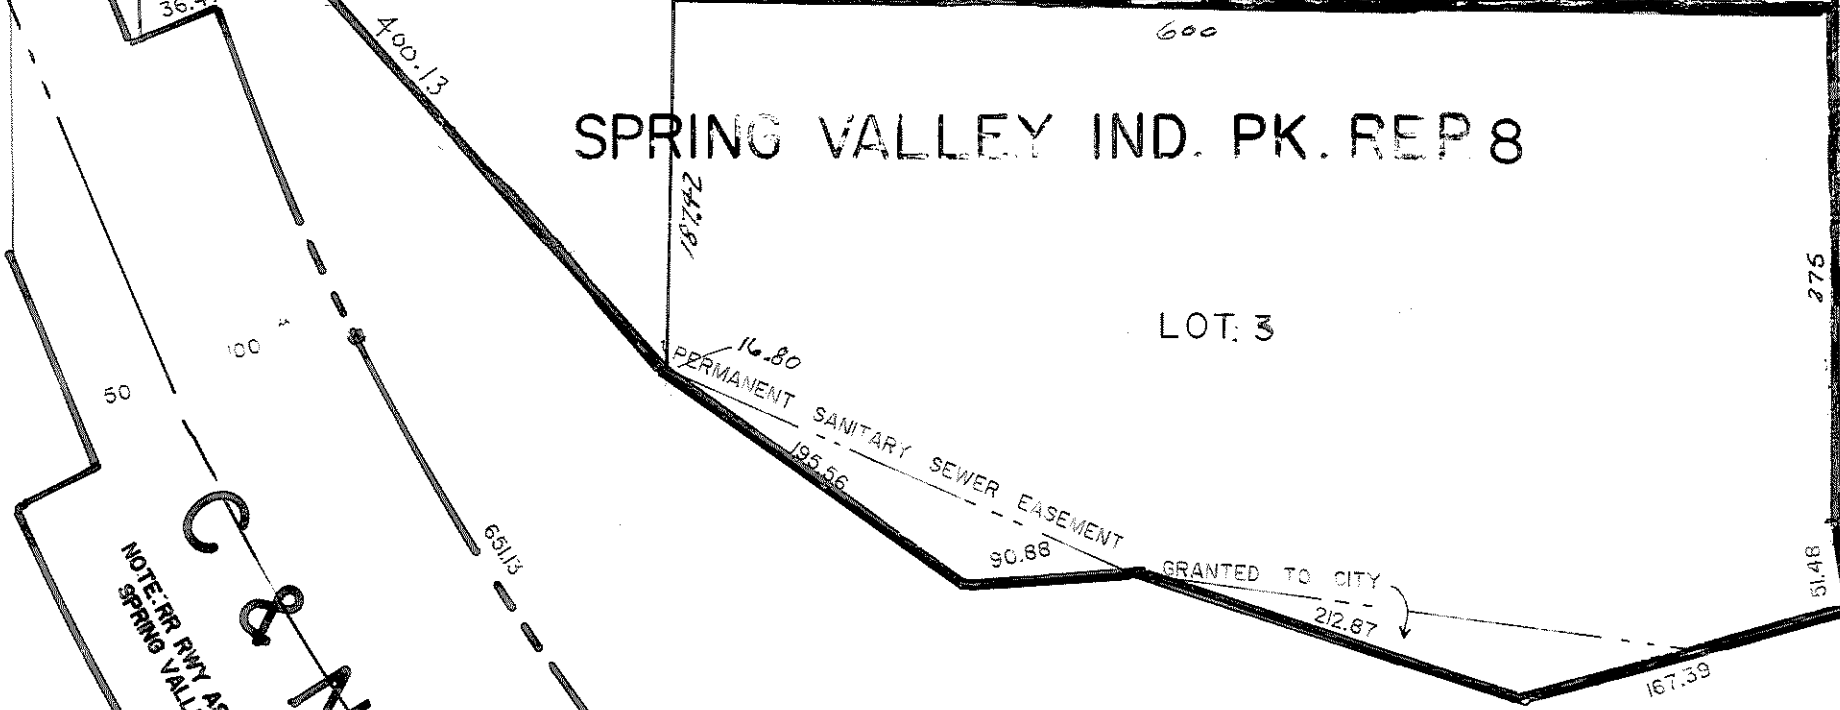 36.4
400.13
600
SPRING VALLEY IND. PK. REP. 8
187.42
275
LOT. 3
100
50
16.80
PERMANENT SANITARY SEWER EASEMENT
195.56
90.88
GRANTED TO CITY
212.87
51.48
167.39
651.13
C & N
NOTE: RR RWY AS
SPRING VALL